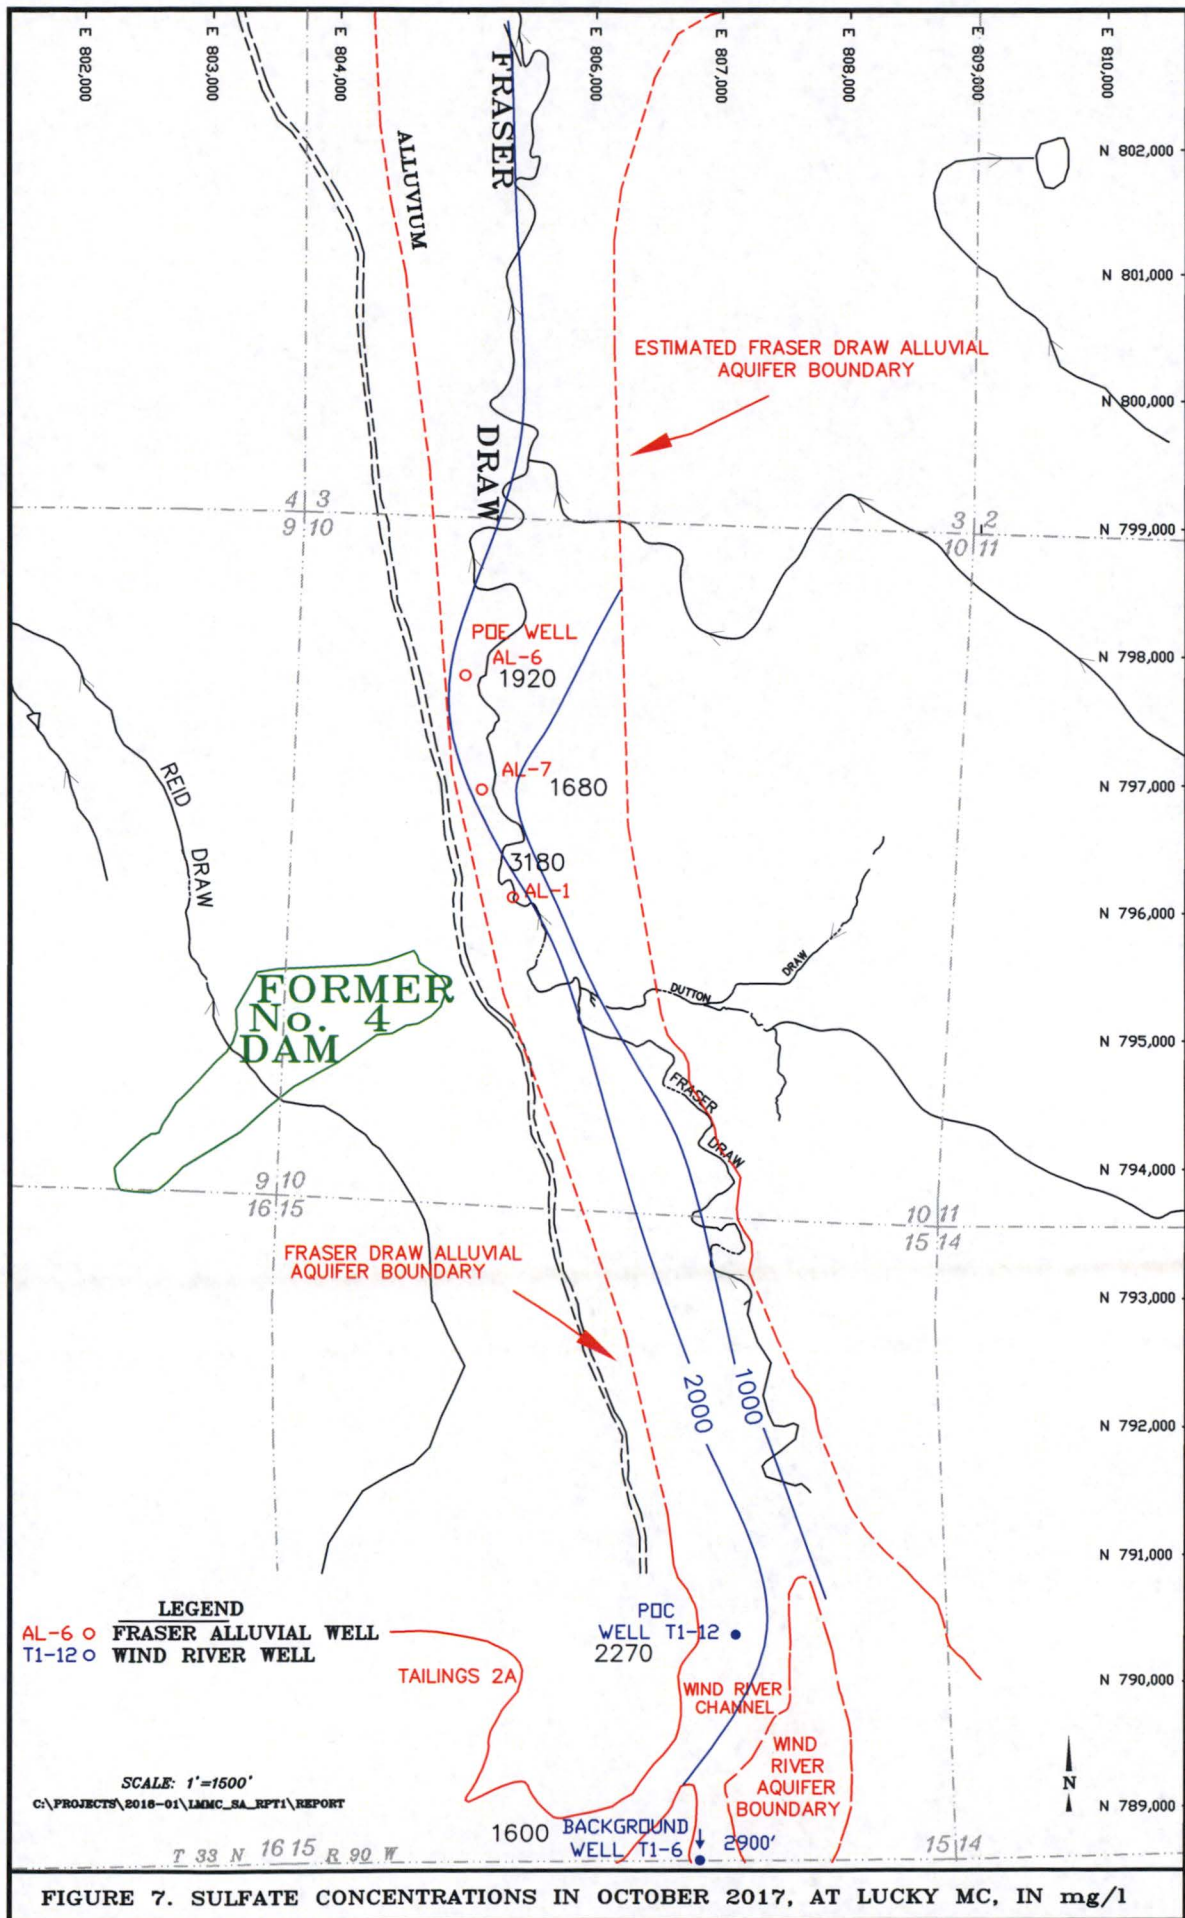 E 802,000
E 803,000
E 804,000
E 806,000
E 807,000
E 808,000
E 809,000
E 810,000
N 802,000
N 801,000
N 800,000
N 799,000
N 798,000
N 797,000
N 796,000
N 795,000
N 794,000
N 793,000
N 792,000
N 791,000
N 790,000
N 789,000
FRASER
DRAW
ALLUVIUM
ESTIMATED FRASER DRAW ALLUVIAL
AQUIFER BOUNDARY
4 3
9 10
3 2
10 11
POE WELL
AL-6
1920
AL-7
1680
3180
AL-1
REID
DRAW
FORMER
No. 4
DAM
DUTTON
DRAW
FRASER
DRAW
9 10
16 15
10 11
15 14
FRASER DRAW ALLUVIAL
AQUIFER BOUNDARY
2000
1000
LEGEND
AL-6 FRASER ALLUVIAL WELL
T1-12 WIND RIVER WELL
TAILINGS 2A
POC
WELL T1-12
2270
WIND RIVER
CHANNEL
WIND
RIVER
AQUIFER
BOUNDARY
SCALE: 1"=1500'
C:\PROJECTS\2018-01\LMMC_SA_RPT1\REPORT
N
1600
BACKGROUND
WELL T1-6
2900'
T 33 N 16 15 R 90 W
15 14
FIGURE 7. SULFATE CONCENTRATIONS IN OCTOBER 2017, AT LUCKY MC, IN mg/l